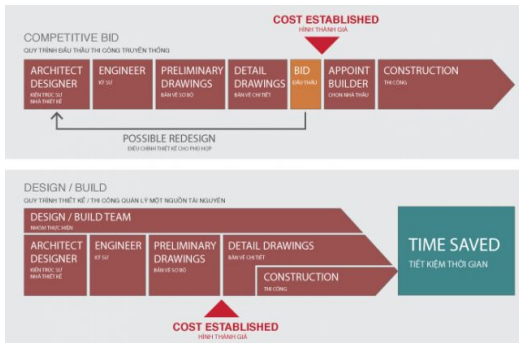 COST ESTABLISHED
HÌNH THÀNH GIÁ
COMPETITIVE BID
QUY TRÌNH ĐẤU THẦU THI CÔNG TRUYỀN THỐNG
ARCHITECT
DESIGNER
KIẾN TRÚC SƯ
NHÀ THIẾT KẾ
ENGINEER
KỸ SƯ
PRELIMINARY
DRAWINGS
BẢN VẼ SƠ BỘ
DETAIL
DRAWINGS
BẢN VẼ CHI TIẾT
BID
ĐẤU THẦU
APPOINT
BUILDER
CHỌN NHÀ THẦU
CONSTRUCTION
THI CÔNG
POSSIBLE REDESIGN
ĐIỀU CHỈNH THIẾT KẾ CHO PHÙ HỢP
DESIGN / BUILD
QUY TRÌNH THIẾT KẾ / THI CÔNG QUẢN LÝ MỘT NGUỒN TÀI NGUYÊN
DESIGN / BUILD TEAM
NHÓM THỰC HIỆN
ARCHITECT
DESIGNER
KIẾN TRÚC SƯ
NHÀ THIẾT KẾ
ENGINEER
KỸ SƯ
PRELIMINARY
DRAWINGS
BẢN VẼ SƠ BỘ
DETAIL DRAWINGS
BẢN VẼ CHI TIẾT
CONSTRUCTION
THI CÔNG
TIME SAVED
TIẾT KIỆM THỜI GIAN
COST ESTABLISHED
HÌNH THÀNH GIÁ